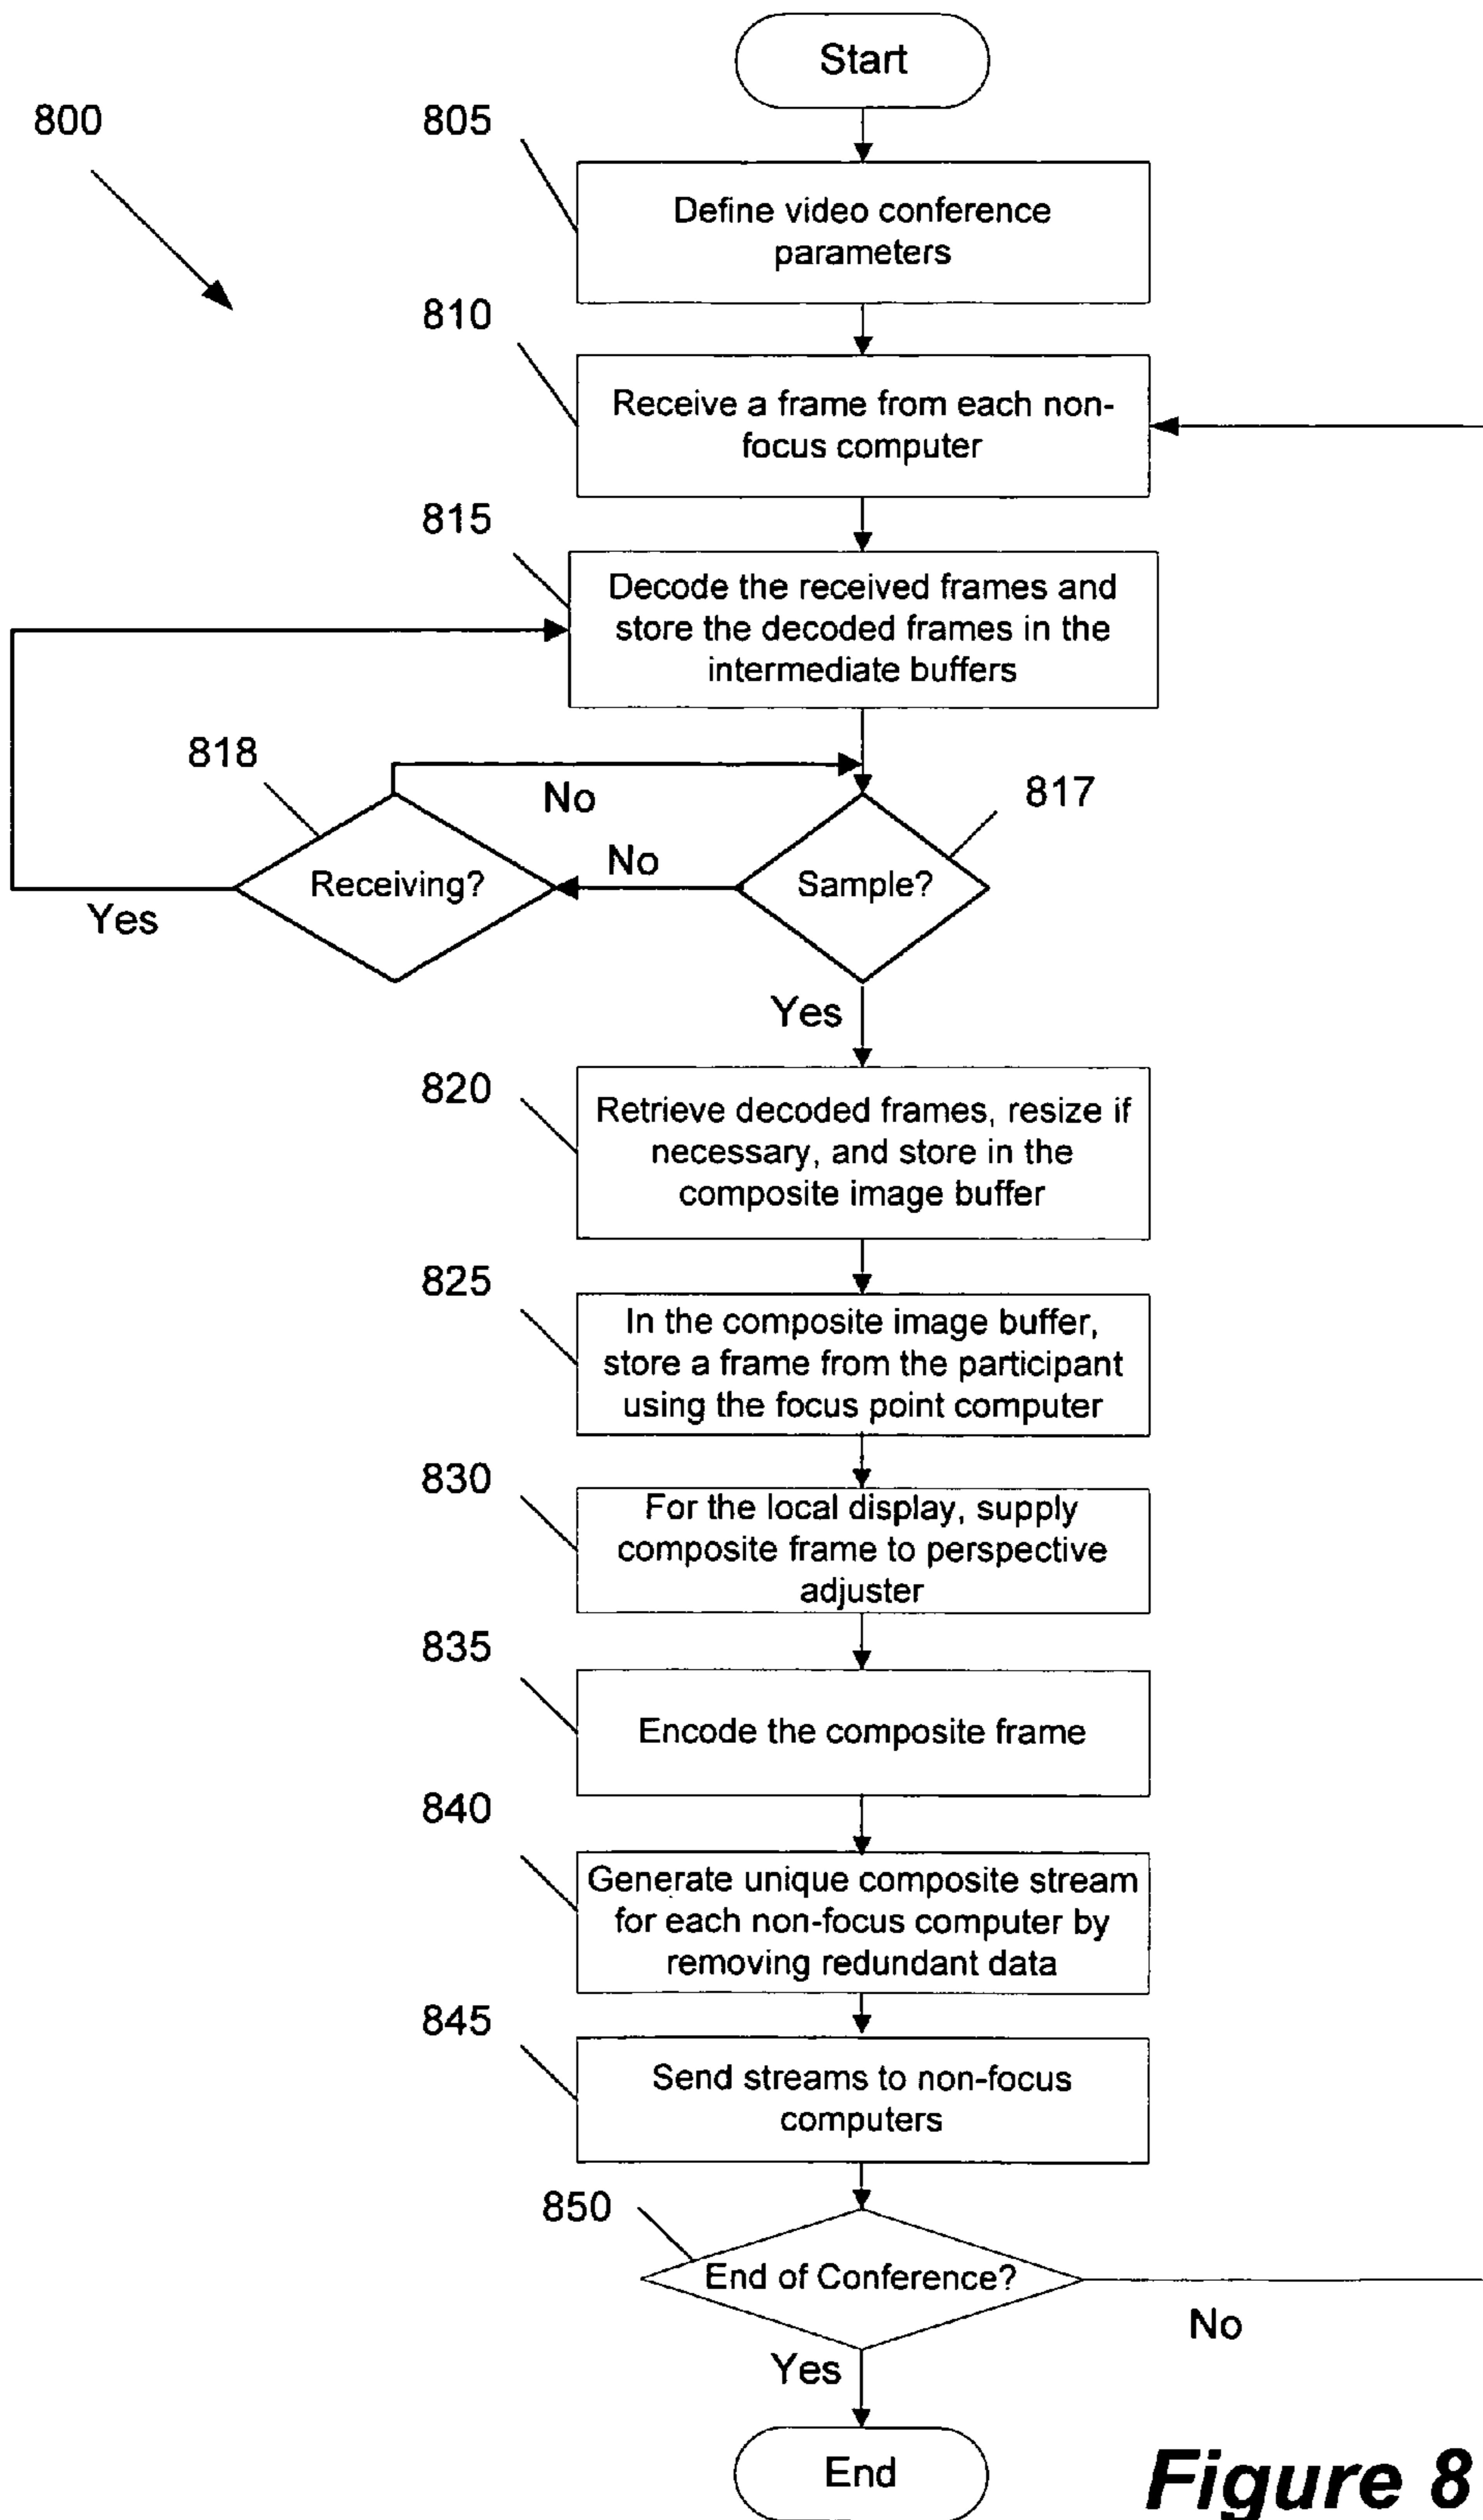 Start
800
805
Define video conference
parameters
810
Receive a frame from each non-
focus computer
815
Decode the received frames and
store the decoded frames in the
intermediate buffers
818
No
817
Receiving?
No
Sample?
Yes
Yes
820
Retrieve decoded frames, resize if
necessary, and store in the
composite image buffer
825
In the composite image buffer,
store a frame from the participant
using the focus point computer
830
For the local display, supply
composite frame to perspective
adjuster
835
Encode the composite frame
840
Generate unique composite stream
for each non-focus computer by
removing redundant data
845
Send streams to non-focus
computers
850
End of Conference?
No
Yes
End
Figure 8